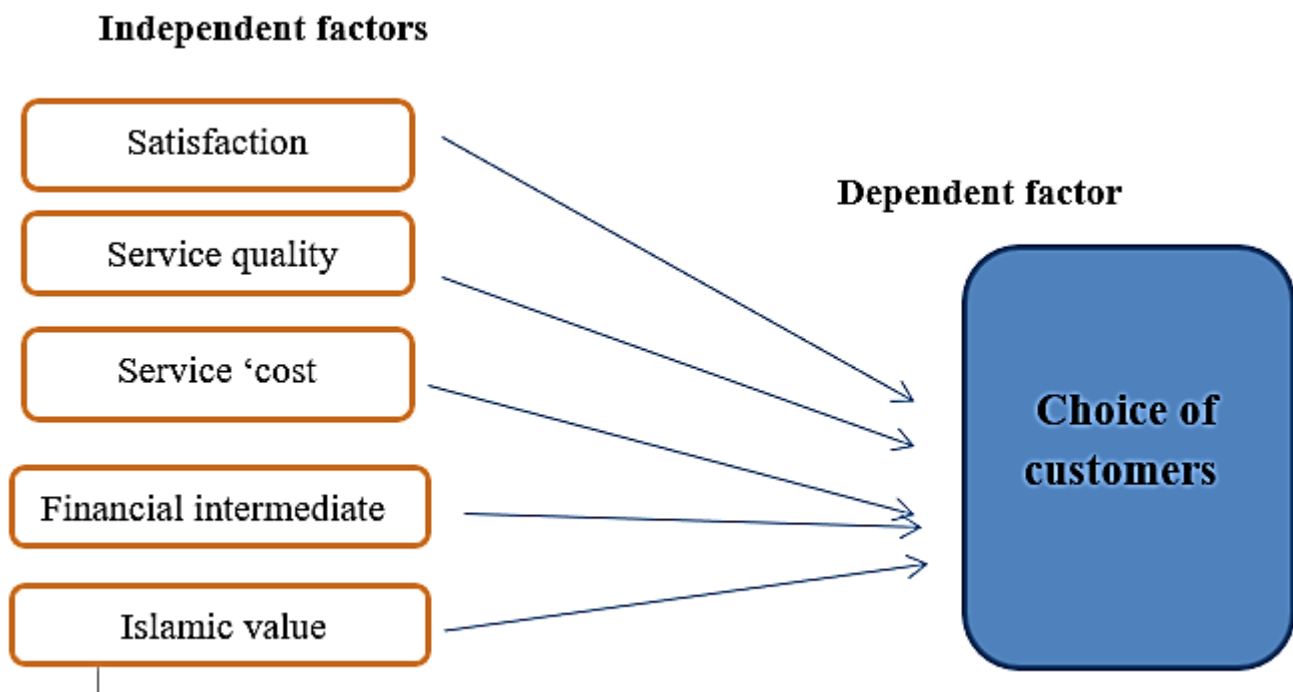 Independent factors
Satisfaction
Service quality
Service ‘cost
Financial intermediate
Islamic value
Dependent factor
Choice of
customers